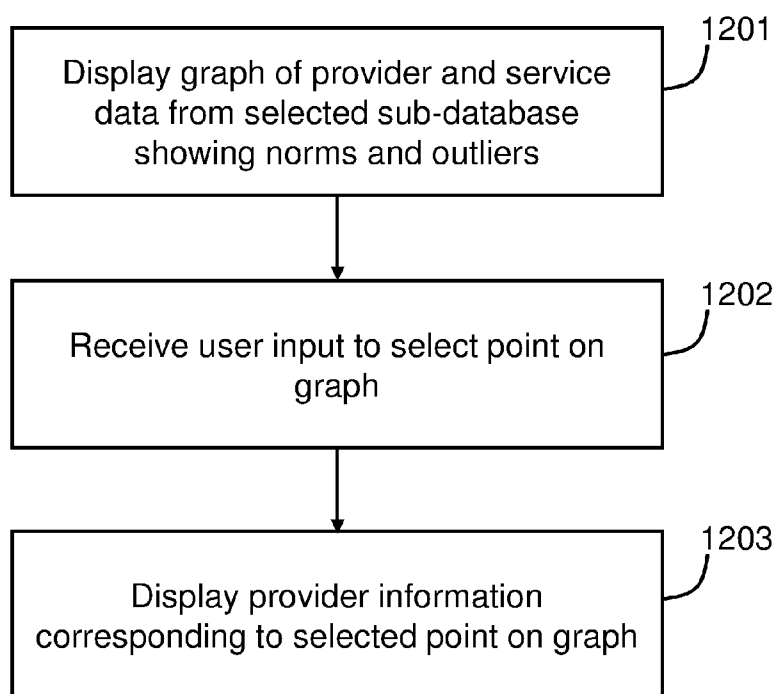 1201
Display graph of provider and service
data from selected sub-database
showing norms and outliers
1202
Receive user input to select point on
graph
1203
Display provider information
corresponding to selected point on graph